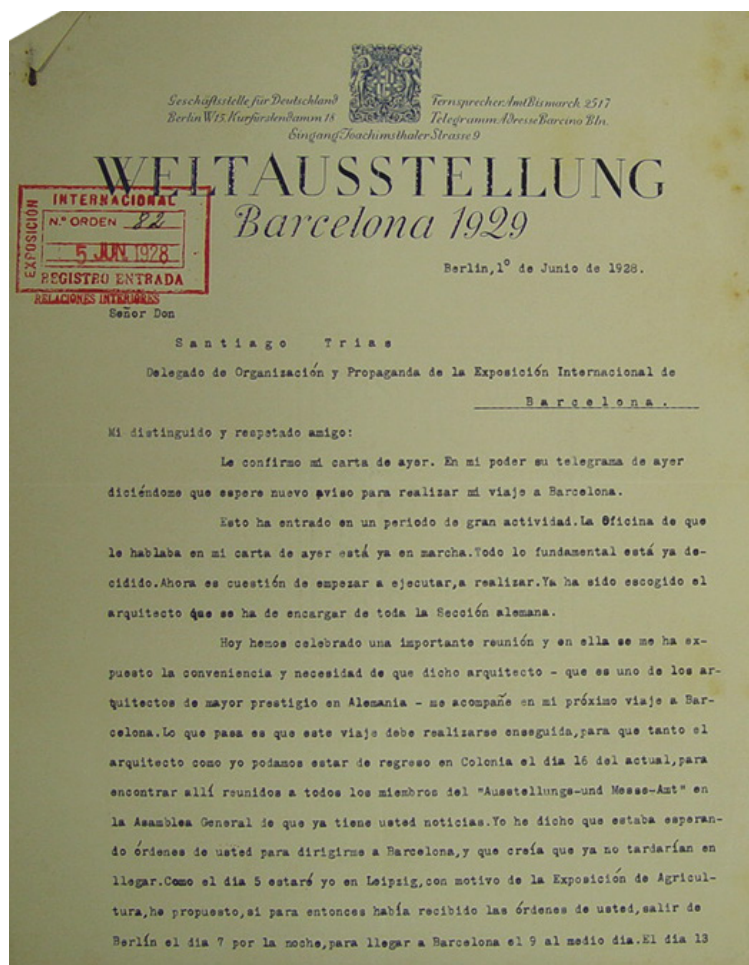 Geschäftsstelle für Deutschland
Berlin W15. Kurfürstendamm 18
Fernsprecher Amt Bismarck 2517
Telegramm Adresse Barcino Bln.
Eingang Joachimsthaler Strasse 9
WELTAUSSTELLUNG
Barcelona 1929
EXPOSICIÓN
INTERNACIONAL
N.º ORDEN 82
5 JUN. 1928
REGISTRO ENTRADA
RELACIONES INTERIORES
Berlin, 1º de Junio de 1928.
Señor Don
Santiago Trias
Delegado de Organización y Propaganda de la Exposición Internacional de
Barcelona.
Mi distinguido y respetado amigo:
Le confirmo mi carta de ayer. En mi poder su telegrama de ayer
diciéndome que espere nuevo aviso para realizar mi viaje a Barcelona.
Esto ha entrado en un periodo de gran actividad.La Oficina de que
le hablaba en mi carta de ayer está ya en marcha.Todo lo fundamental está ya de-
cidido.Ahora es cuestión de empezar a ejecutar,a realizar.Ya ha sido escogido el
arquitecto que se ha de encargar de toda la Sección alemana.
Hoy hemos celebrado una importante reunión y en ella se me ha ex-
puesto la conveniencia y necesidad de que dicho arquitecto - que es uno de los ar-
quitectos de mayor prestigio en Alemania - me acompañe en mi próximo viaje a Bar-
celona.Lo que pasa es que este viaje debe realizarse enseguida,para que tanto el
arquitecto como yo podamos estar de regreso en Colonia el dia 16 del actual,para
encontrar allí reunidos a todos los miembros del "Ausstellungs-und Messe-Amt" en
la Asamblea General de que ya tiene usted noticias.Yo he dicho que estaba esperan-
do órdenes de usted para dirigirme a Barcelona,y que creía que ya no tardarían en
llegar.Como el dia 5 estaré yo en Leipzig,con motivo de la Exposición de Agricul-
tura,he propuesto,si para entonces había recibido las órdenes de usted,salir de
Berlín el dia 7 por la noche,para llegar a Barcelona el 9 al medio dia.El dia 13